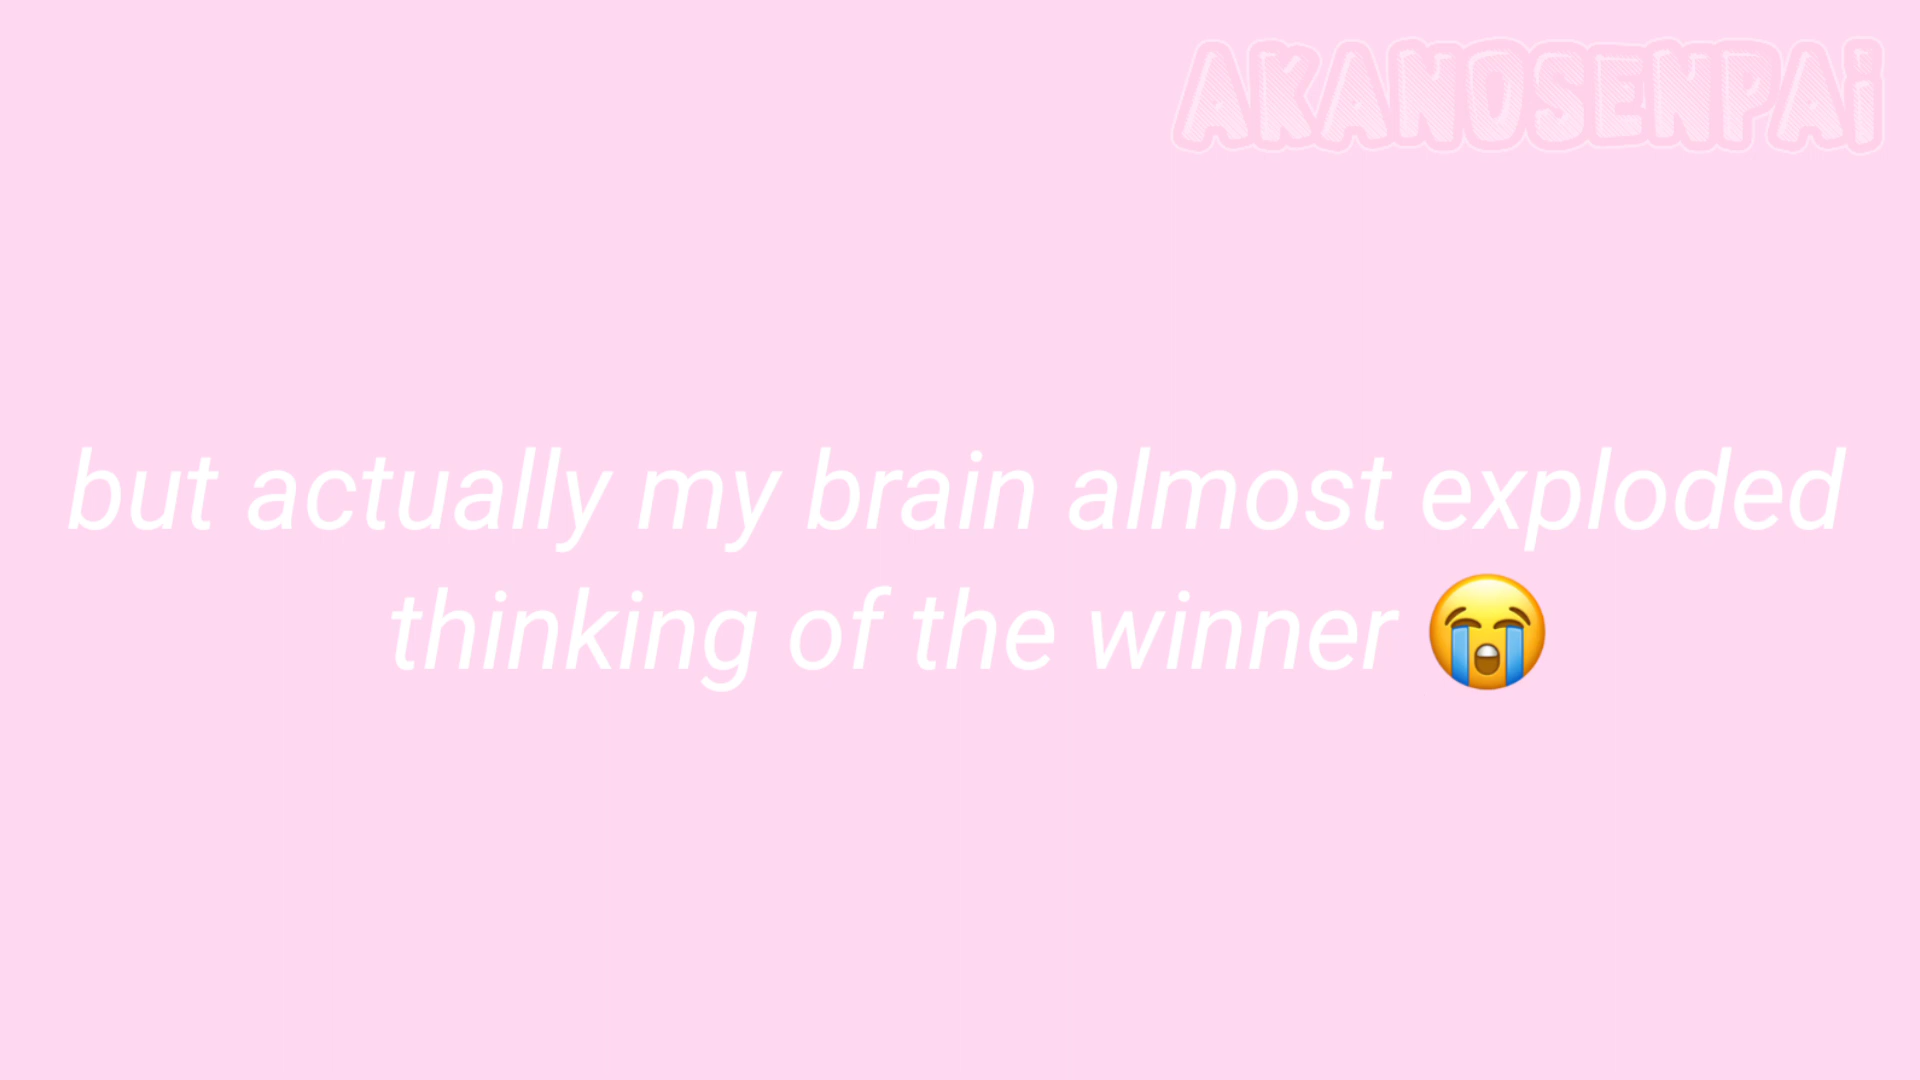 AKANOSENPAi
but actually my brain almost exploded
thinking of the winner 😭